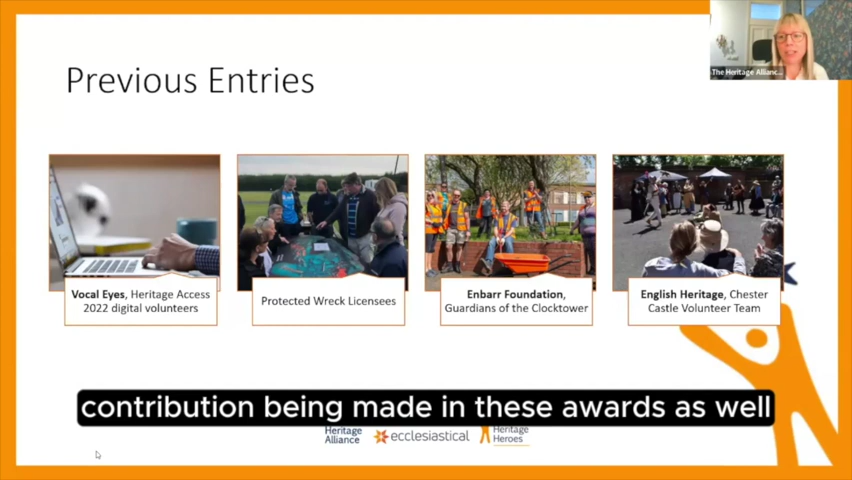 The Heritage Allianc...
Previous Entries
Vocal Eyes, Heritage Access
2022 digital volunteers
Protected Wreck Licensees
Enbarr Foundation,
Guardians of the Clocktower
English Heritage, Chester
Castle Volunteer Team
contribution being made in these awards as well
Heritage
Alliance
ecclesiastical
Heritage
Heroes